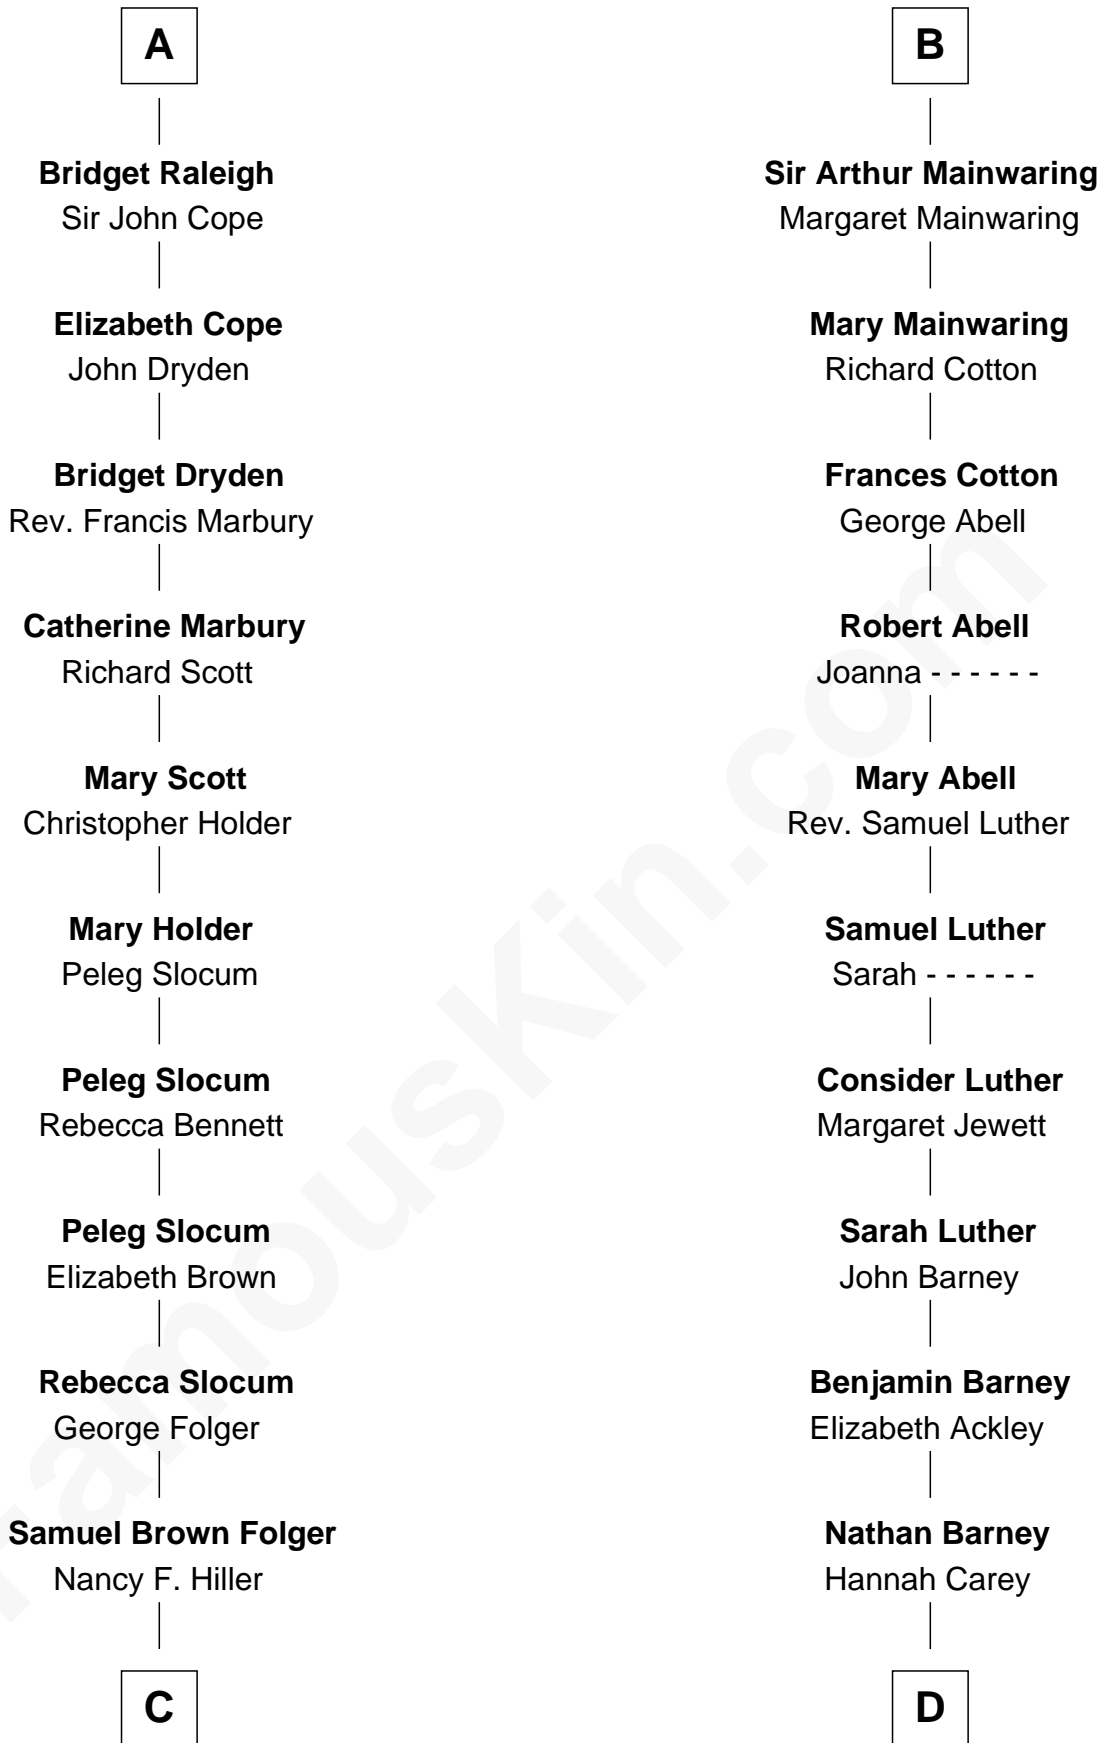 A
Bridget Raleigh
Sir John Cope
Elizabeth Cope
John Dryden
Bridget Dryden
Rev. Francis Marbury
Catherine Marbury
Richard Scott
Mary Scott
Christopher Holder
Mary Holder
Peleg Slocum
Peleg Slocum
Rebecca Bennett
Peleg Slocum
Elizabeth Brown
Rebecca Slocum
George Folger
Samuel Brown Folger
Nancy F. Hiller
C
B
Sir Arthur Mainwaring
Margaret Mainwaring
Mary Mainwaring
Richard Cotton
Frances Cotton
George Abell
Robert Abell
Joanna - - - - - -
Mary Abell
Rev. Samuel Luther
Samuel Luther
Sarah - - - - - -
Consider Luther
Margaret Jewett
Sarah Luther
John Barney
Benjamin Barney
Elizabeth Ackley
Nathan Barney
Hannah Carey
D
FamousKin.com